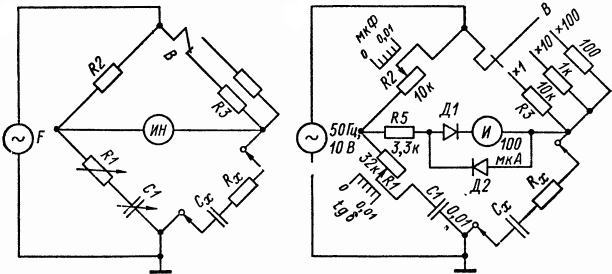 R2
В
R3
F
ИН
R1
C1
Cx
Rx
мкФ
0 0,01
R2
10к
В
×1
×10
×100
R3
10к
1к
100
50Гц,
10 В
R5
3,3к
Д1
И
100
мкА
Д2
32к
R1
0 0,01
tgδ
C1
0,01
Cx
Rx